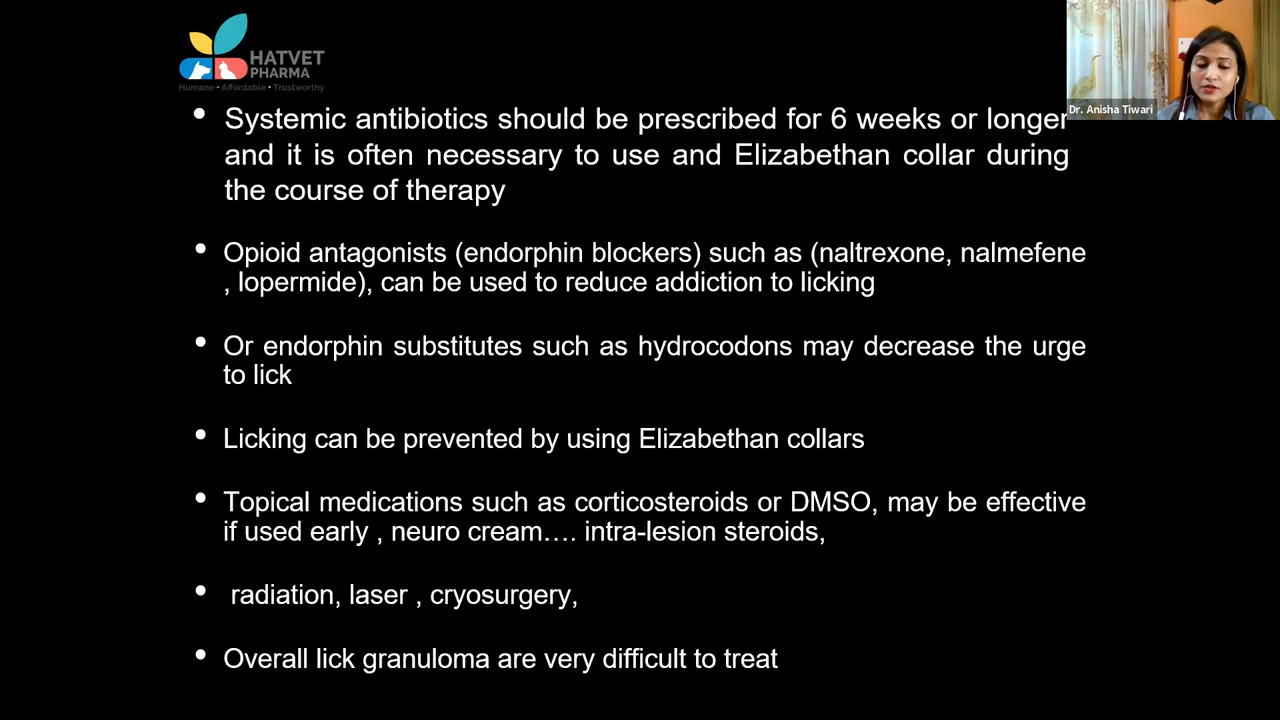 HATVET
PHARMA
Humane • Affordable • Trustworthy
Dr. Anisha Tiwari
• Systemic antibiotics should be prescribed for 6 weeks or longer
and it is often necessary to use and Elizabethan collar during
the course of therapy
• Opioid antagonists (endorphin blockers) such as (naltrexone, nalmefene
, lopermide), can be used to reduce addiction to licking
• Or endorphin substitutes such as hydrocodons may decrease the urge
to lick
• Licking can be prevented by using Elizabethan collars
• Topical medications such as corticosteroids or DMSO, may be effective
if used early , neuro cream.... intra-lesion steroids,
• radiation, laser , cryosurgery,
• Overall lick granuloma are very difficult to treat